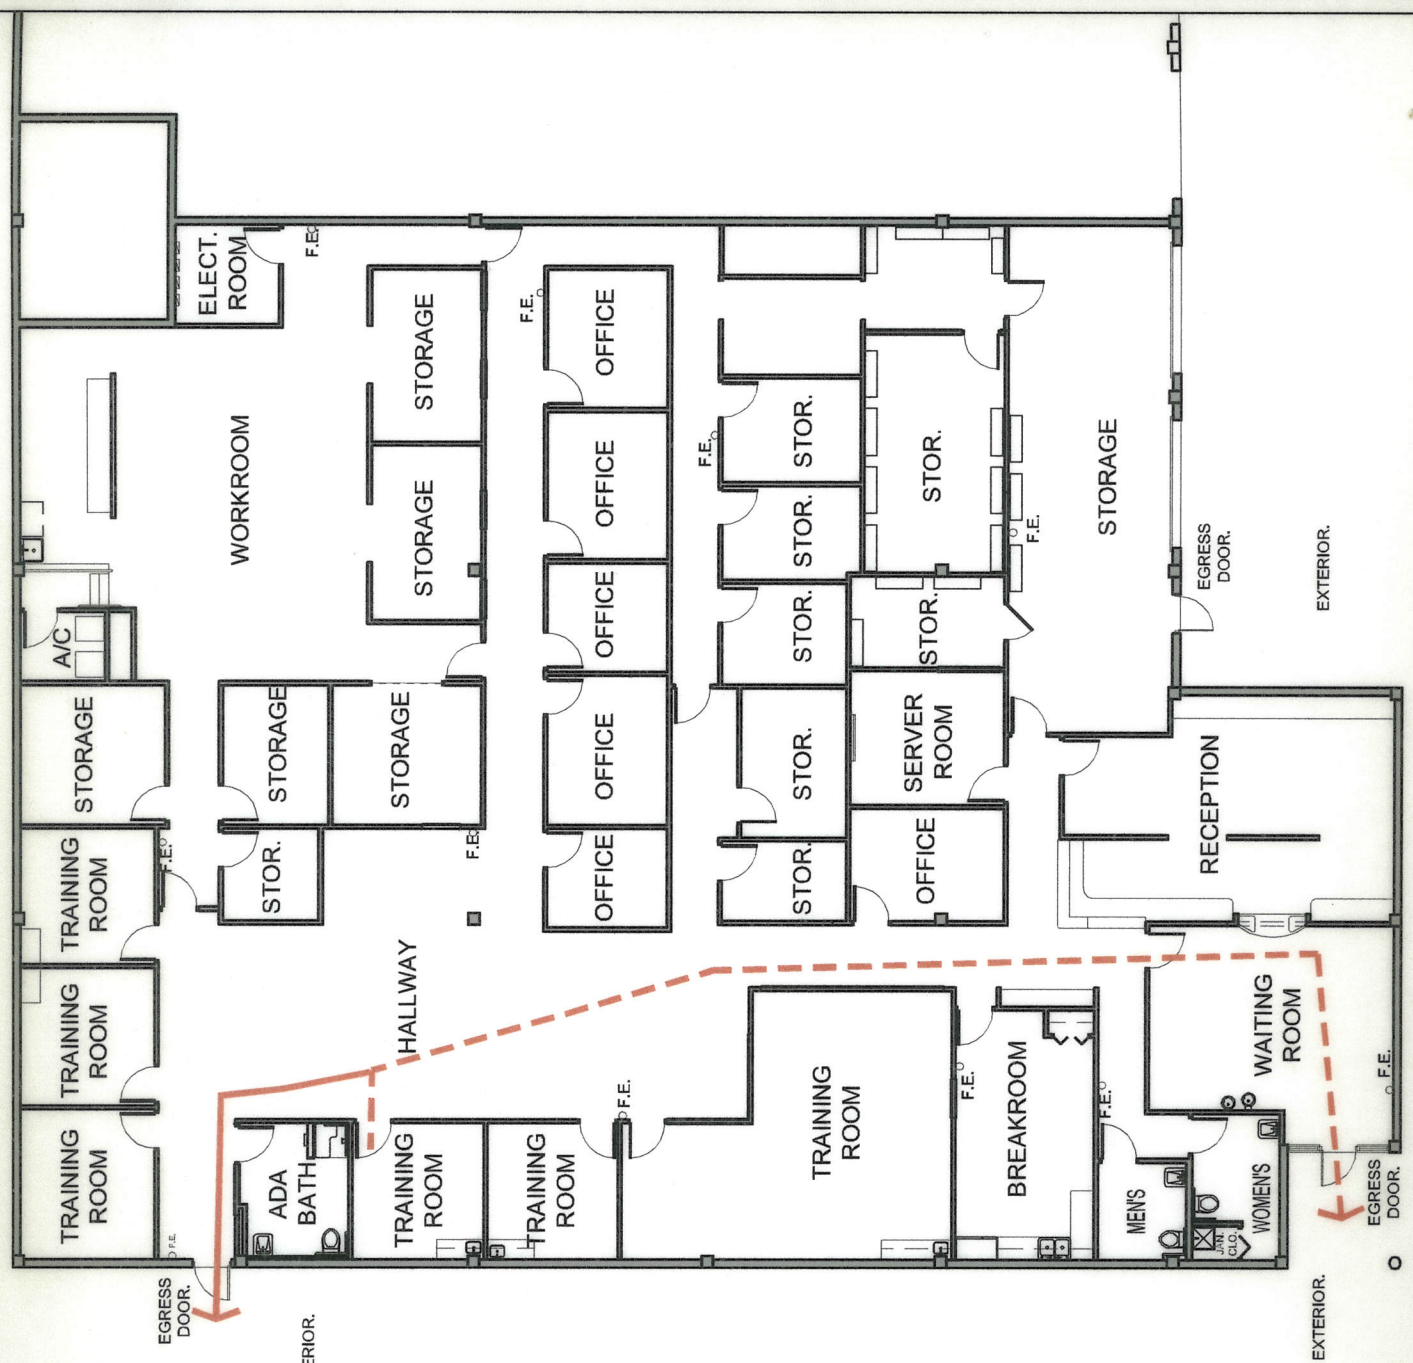 ELECT.
ROOM
F.E.
STORAGE
F.E.
OFFICE
WORKROOM
STORAGE
OFFICE
F.E.
STOR.
STOR.
STOR.
STORAGE
F.E.
EGRESS
DOOR.
EXTERIOR.
A/C
OFFICE
STOR.
STOR.
STORAGE
STORAGE
STORAGE
OFFICE
STOR.
SERVER
ROOM
RECEPTION
TRAINING
ROOM
F.E.
STOR.
F.E.
OFFICE
STOR.
OFFICE
TRAINING
ROOM
HALLWAY
WAITING
ROOM
F.E.
TRAINING
ROOM
F.E.
ADA
BATH
TRAINING
ROOM
TRAINING
ROOM
F.E.
TRAINING
ROOM
BREAKROOM
F.E.
F.E.
MEN'S
WOMEN'S
JAN.
CLO.
EGRESS
DOOR.
EGRESS
DOOR.
ERIOR.
EXTERIOR.